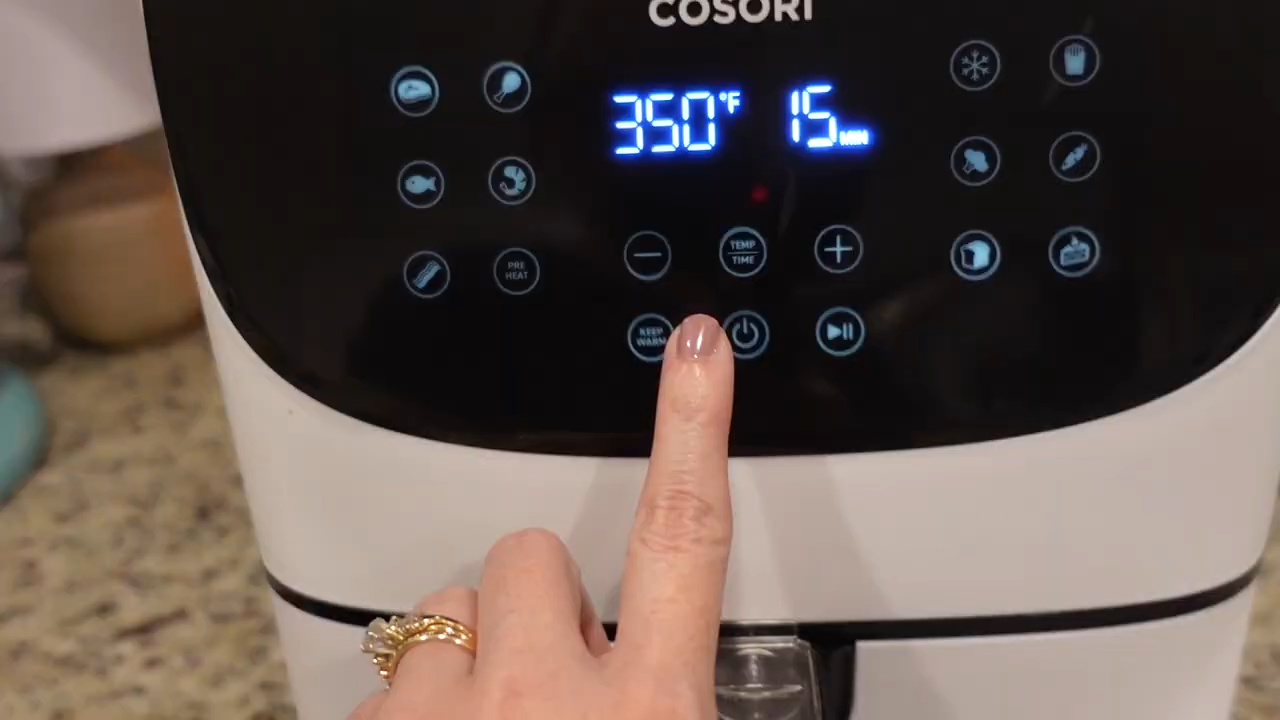 COSORI
350°F 15 MIN
PRE
HEAT
TEMP
TIME
KEEP
WARM